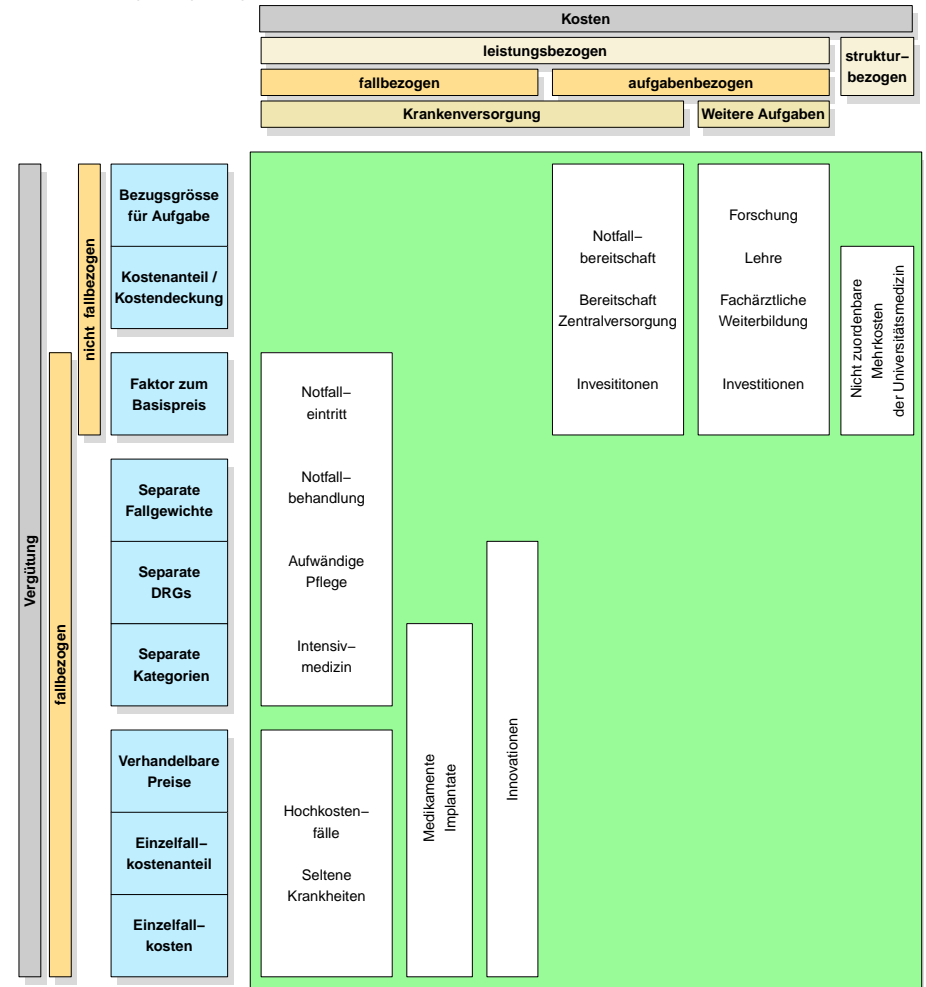 Kosten
leistungsbezogen
struktur–
bezogen
fallbezogen
aufgabenbezogen
Krankenversorgung
Weitere Aufgaben
Vergütung
nicht fallbezogen
fallbezogen
Bezugsgrösse
für Aufgabe
Kostenanteil /
Kostendeckung
Faktor zum
Basispreis
Separate
Fallgewichte
Separate
DRGs
Separate
Kategorien
Verhandelbare
Preise
Einzelfall–
kostenanteil
Einzelfall–
kosten
Notfall–
eintritt
Notfall–
behandlung
Aufwändige
Pflege
Intensiv–
medizin
Hochkosten–
fälle
Seltene
Krankheiten
Medikamente
Implantate
Innovationen
Notfall–
bereitschaft
Bereitschaft
Zentralversorgung
Invesititonen
Forschung
Lehre
Fachärztliche
Weiterbildung
Investitionen
Nicht zuordenbare
Mehrkosten
der Universitätsmedizin